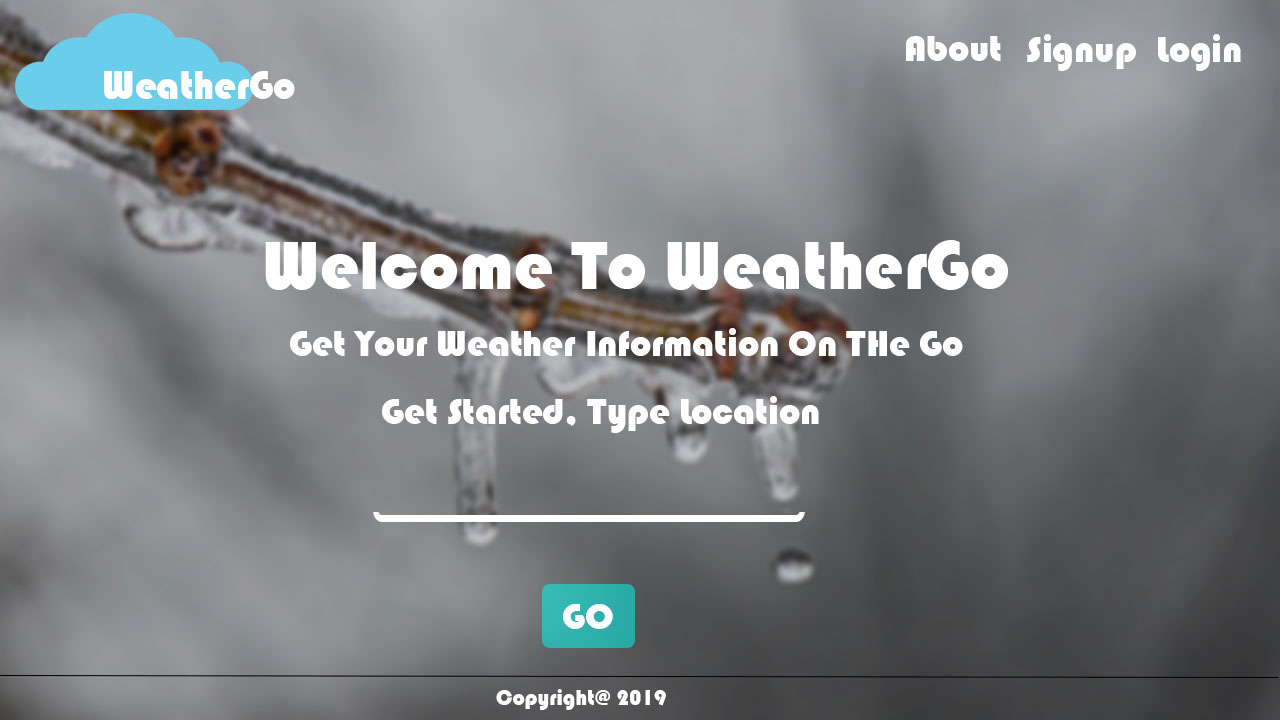 WeatherGo
About Signup Login
Welcome To WeatherGo
Get Your Weather Information On THe Go
Get Started, Type Location
GO
Copyright@ 2019